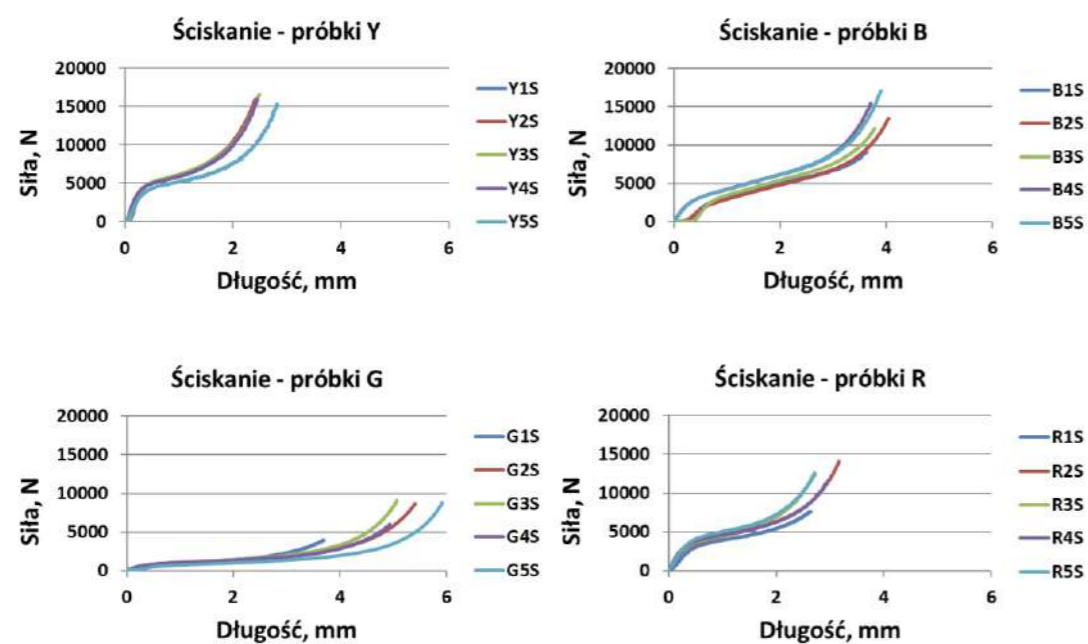 Ściskanie - próbki Y
Siła, N
20000
15000
10000
5000
0
0 2 4 6
Długość, mm
Y1S
Y2S
Y3S
Y4S
Y5S
Ściskanie - próbki B
Siła, N
20000
15000
10000
5000
0
0 2 4 6
Długość, mm
B1S
B2S
B3S
B4S
B5S
Ściskanie - próbki G
Siła, N
20000
15000
10000
5000
0
0 2 4 6
Długość, mm
G1S
G2S
G3S
G4S
G5S
Ściskanie - próbki R
Siła, N
20000
15000
10000
5000
0
0 2 4 6
Długość, mm
R1S
R2S
R3S
R4S
R5S